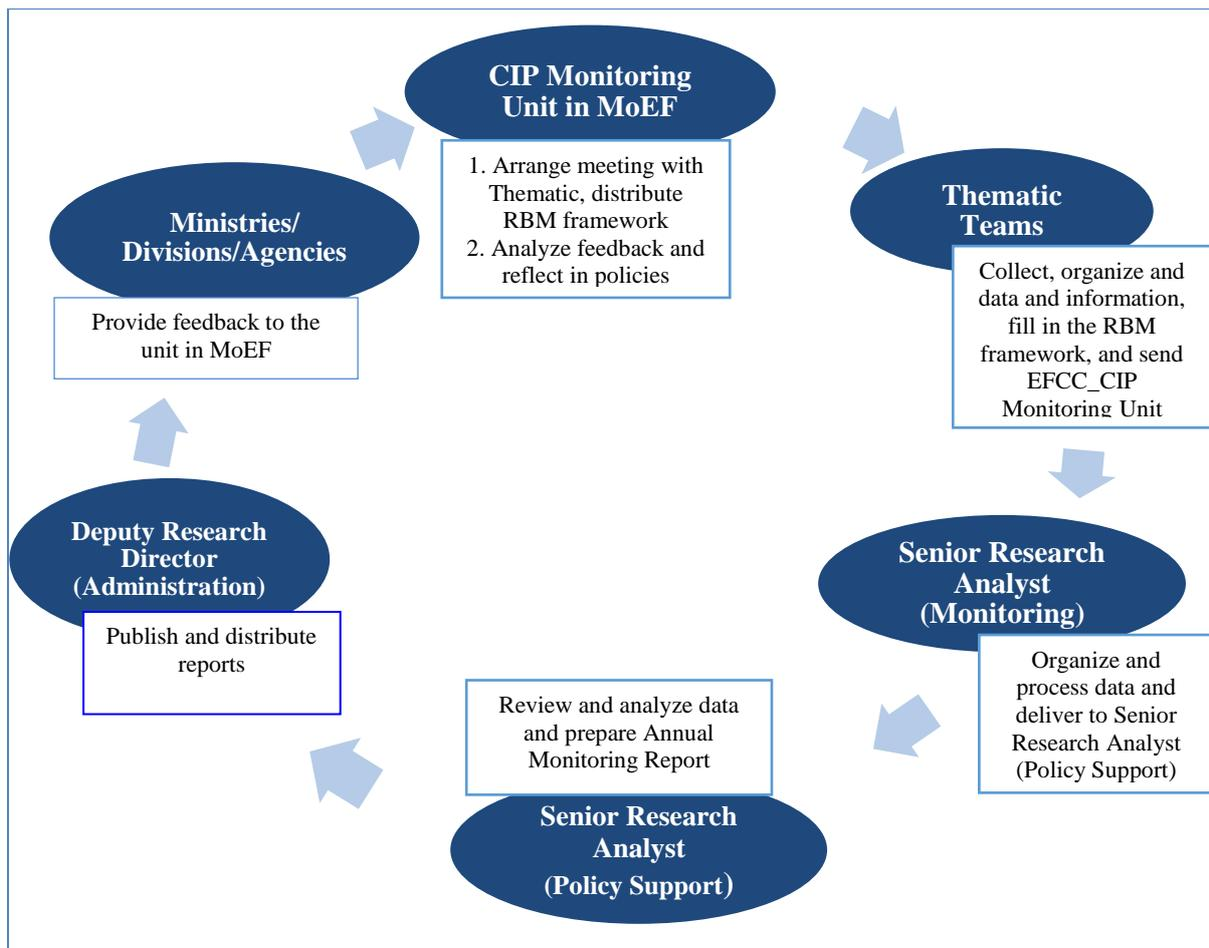 CIP Monitoring
Unit in MoEF
1. Arrange meeting with
Thematic, distribute
RBM framework
2. Analyze feedback and
reflect in policies
Thematic
Teams
Collect, organize and
data and information,
fill in the RBM
framework, and send
EFCC_CIP
Monitoring Unit
Senior Research
Analyst
(Monitoring)
Organize and
process data and
deliver to Senior
Research Analyst
(Policy Support)
Review and analyze data
and prepare Annual
Monitoring Report
Senior Research
Analyst
(Policy Support)
Deputy Research
Director
(Administration)
Publish and distribute
reports
Ministries/
Divisions/Agencies
Provide feedback to the
unit in MoEF